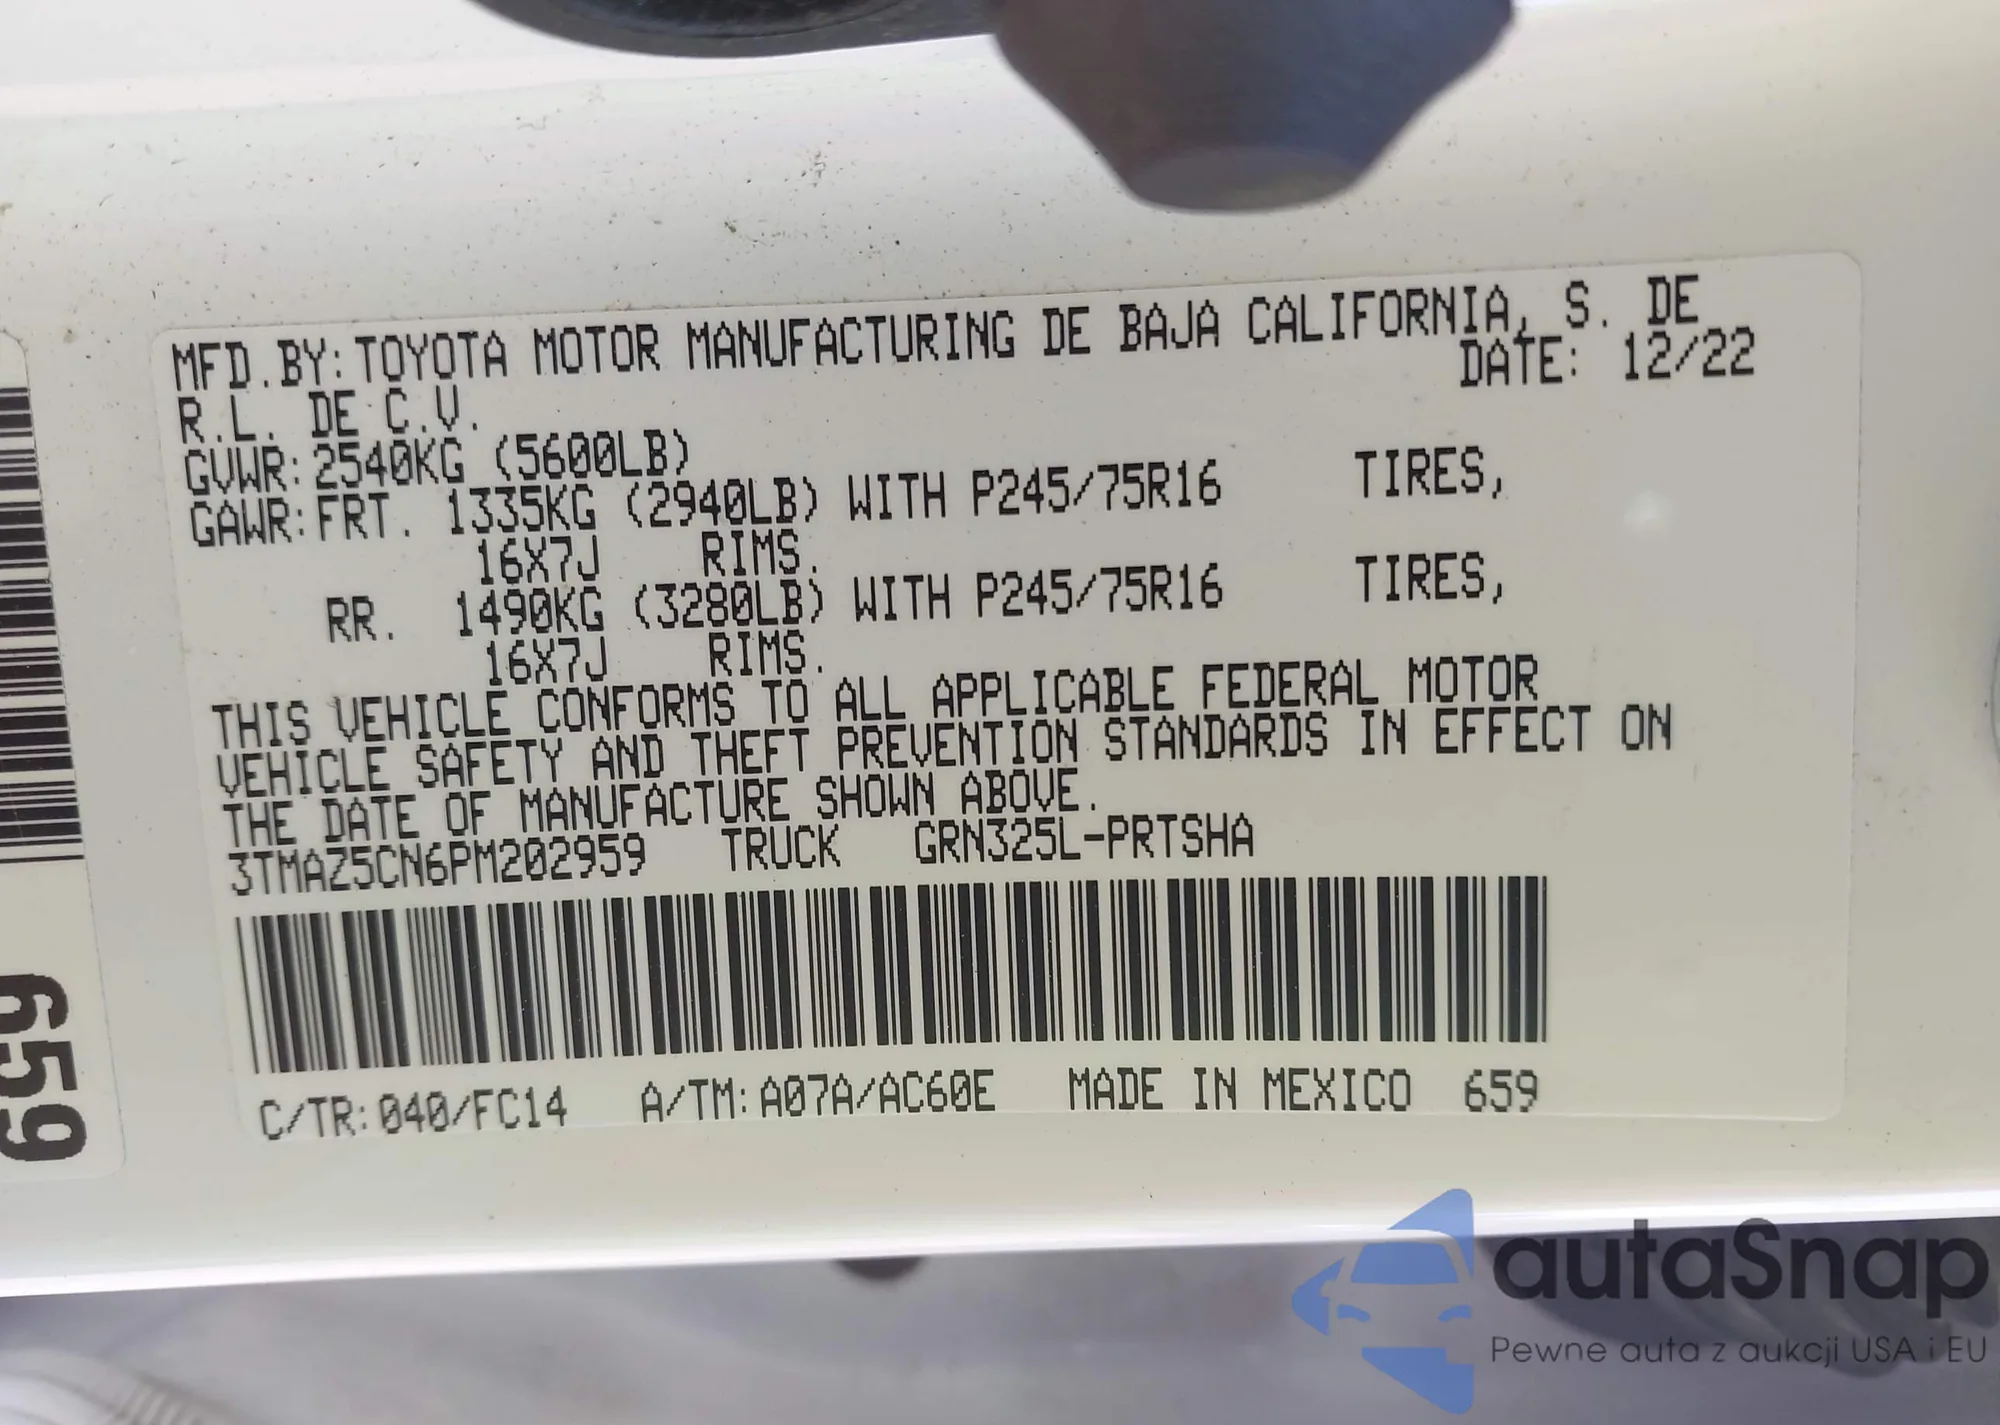 MFD.BY:TOYOTA MOTOR MANUFACTURING DE BAJA CALIFORNIA, S. DE
R.L. DE C.V. DATE: 12/22
GVWR:2540KG (5600LB)
GAWR:FRT. 1335KG (2940LB) WITH P245/75R16 TIRES,
16X7J RIMS.
RR. 1490KG (3280LB) WITH P245/75R16 TIRES,
16X7J RIMS.
THIS VEHICLE CONFORMS TO ALL APPLICABLE FEDERAL MOTOR
VEHICLE SAFETY AND THEFT PREVENTION STANDARDS IN EFFECT ON
THE DATE OF MANUFACTURE SHOWN ABOVE.
3TMAZ5CN6PM202959 TRUCK GRN325L-PRTSHA
C/TR:040/FC14 A/TM:A07A/AC60E MADE IN MEXICO 659
659
autaSnap
Pewne auta z aukcji USA i EU